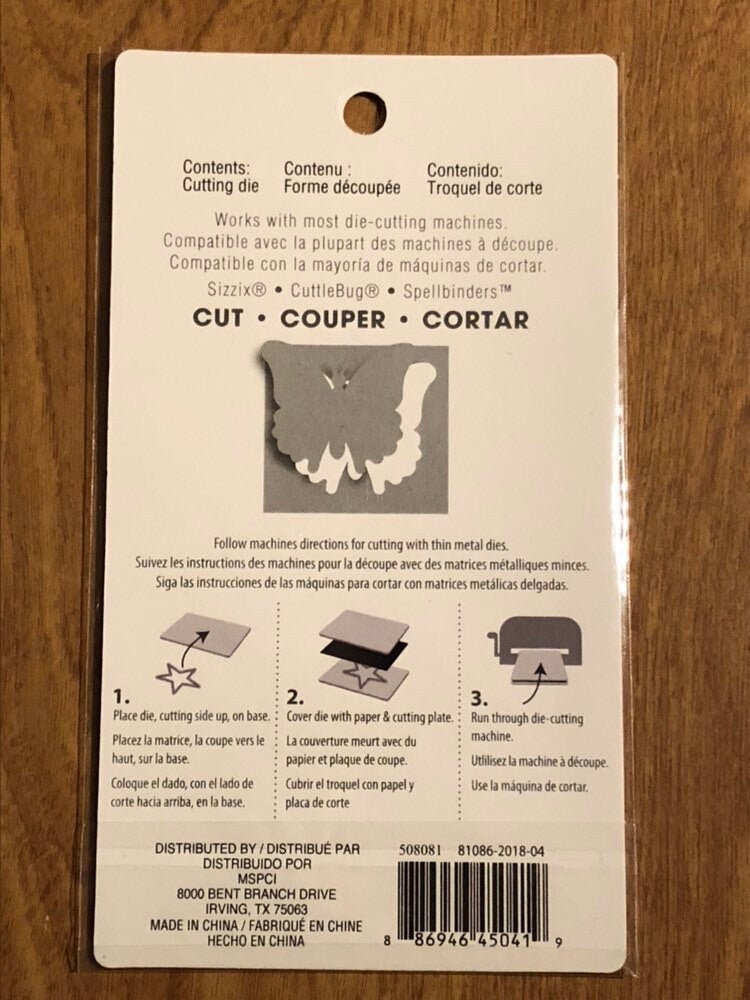 Contents: Contenu : Contenido:
Cutting die Forme découpée Troquel de corte
Works with most die-cutting machines.
Compatible avec la plupart des machines à découpe.
Compatible con la mayoría de máquinas de cortar.
Sizzix® • CuttleBug® • Spellbinders™
CUT • COUPER • CORTAR
Follow machines directions for cutting with thin metal dies.
Suivez les instructions des machines pour la découpe avec des matrices métalliques minces.
Siga las instrucciones de las máquinas para cortar con matrices metálicas delgadas.
1.
Place die, cutting side up, on base.
Placez la matrice, la coupe vers le
haut, sur la base.
Coloque el dado, con el lado de
corte hacia arriba, en la base.
2.
Cover die with paper & cutting plate.
La couverture meurt avec du
papier et plaque de coupe.
Cubrir el troquel con papel y
placa de corte
3.
Run through die-cutting
machine.
Utlilisez la machine à découpe.
Use la máquina de cortar.
DISTRIBUTED BY / DISTRIBUÉ PAR
DISTRIBUIDO POR
MSPCI
8000 BENT BRANCH DRIVE
IRVING, TX 75063
MADE IN CHINA / FABRIQUÉ EN CHINE
HECHO EN CHINA
508081 81086-2018-04
8 86946 45041 9